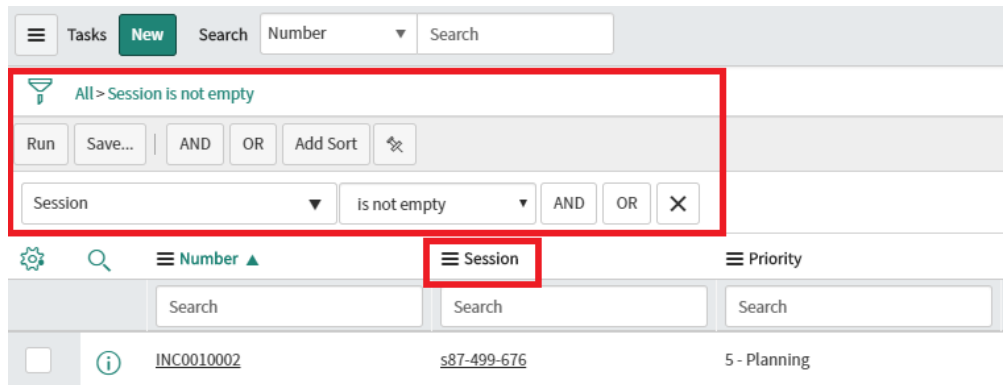 Tasks New Search Number Search
All > Session is not empty
Run Save... AND OR Add Sort
Session is not empty AND OR
Number Session Priority
Search Search Search
INC0010002 s87-499-676 5 - Planning